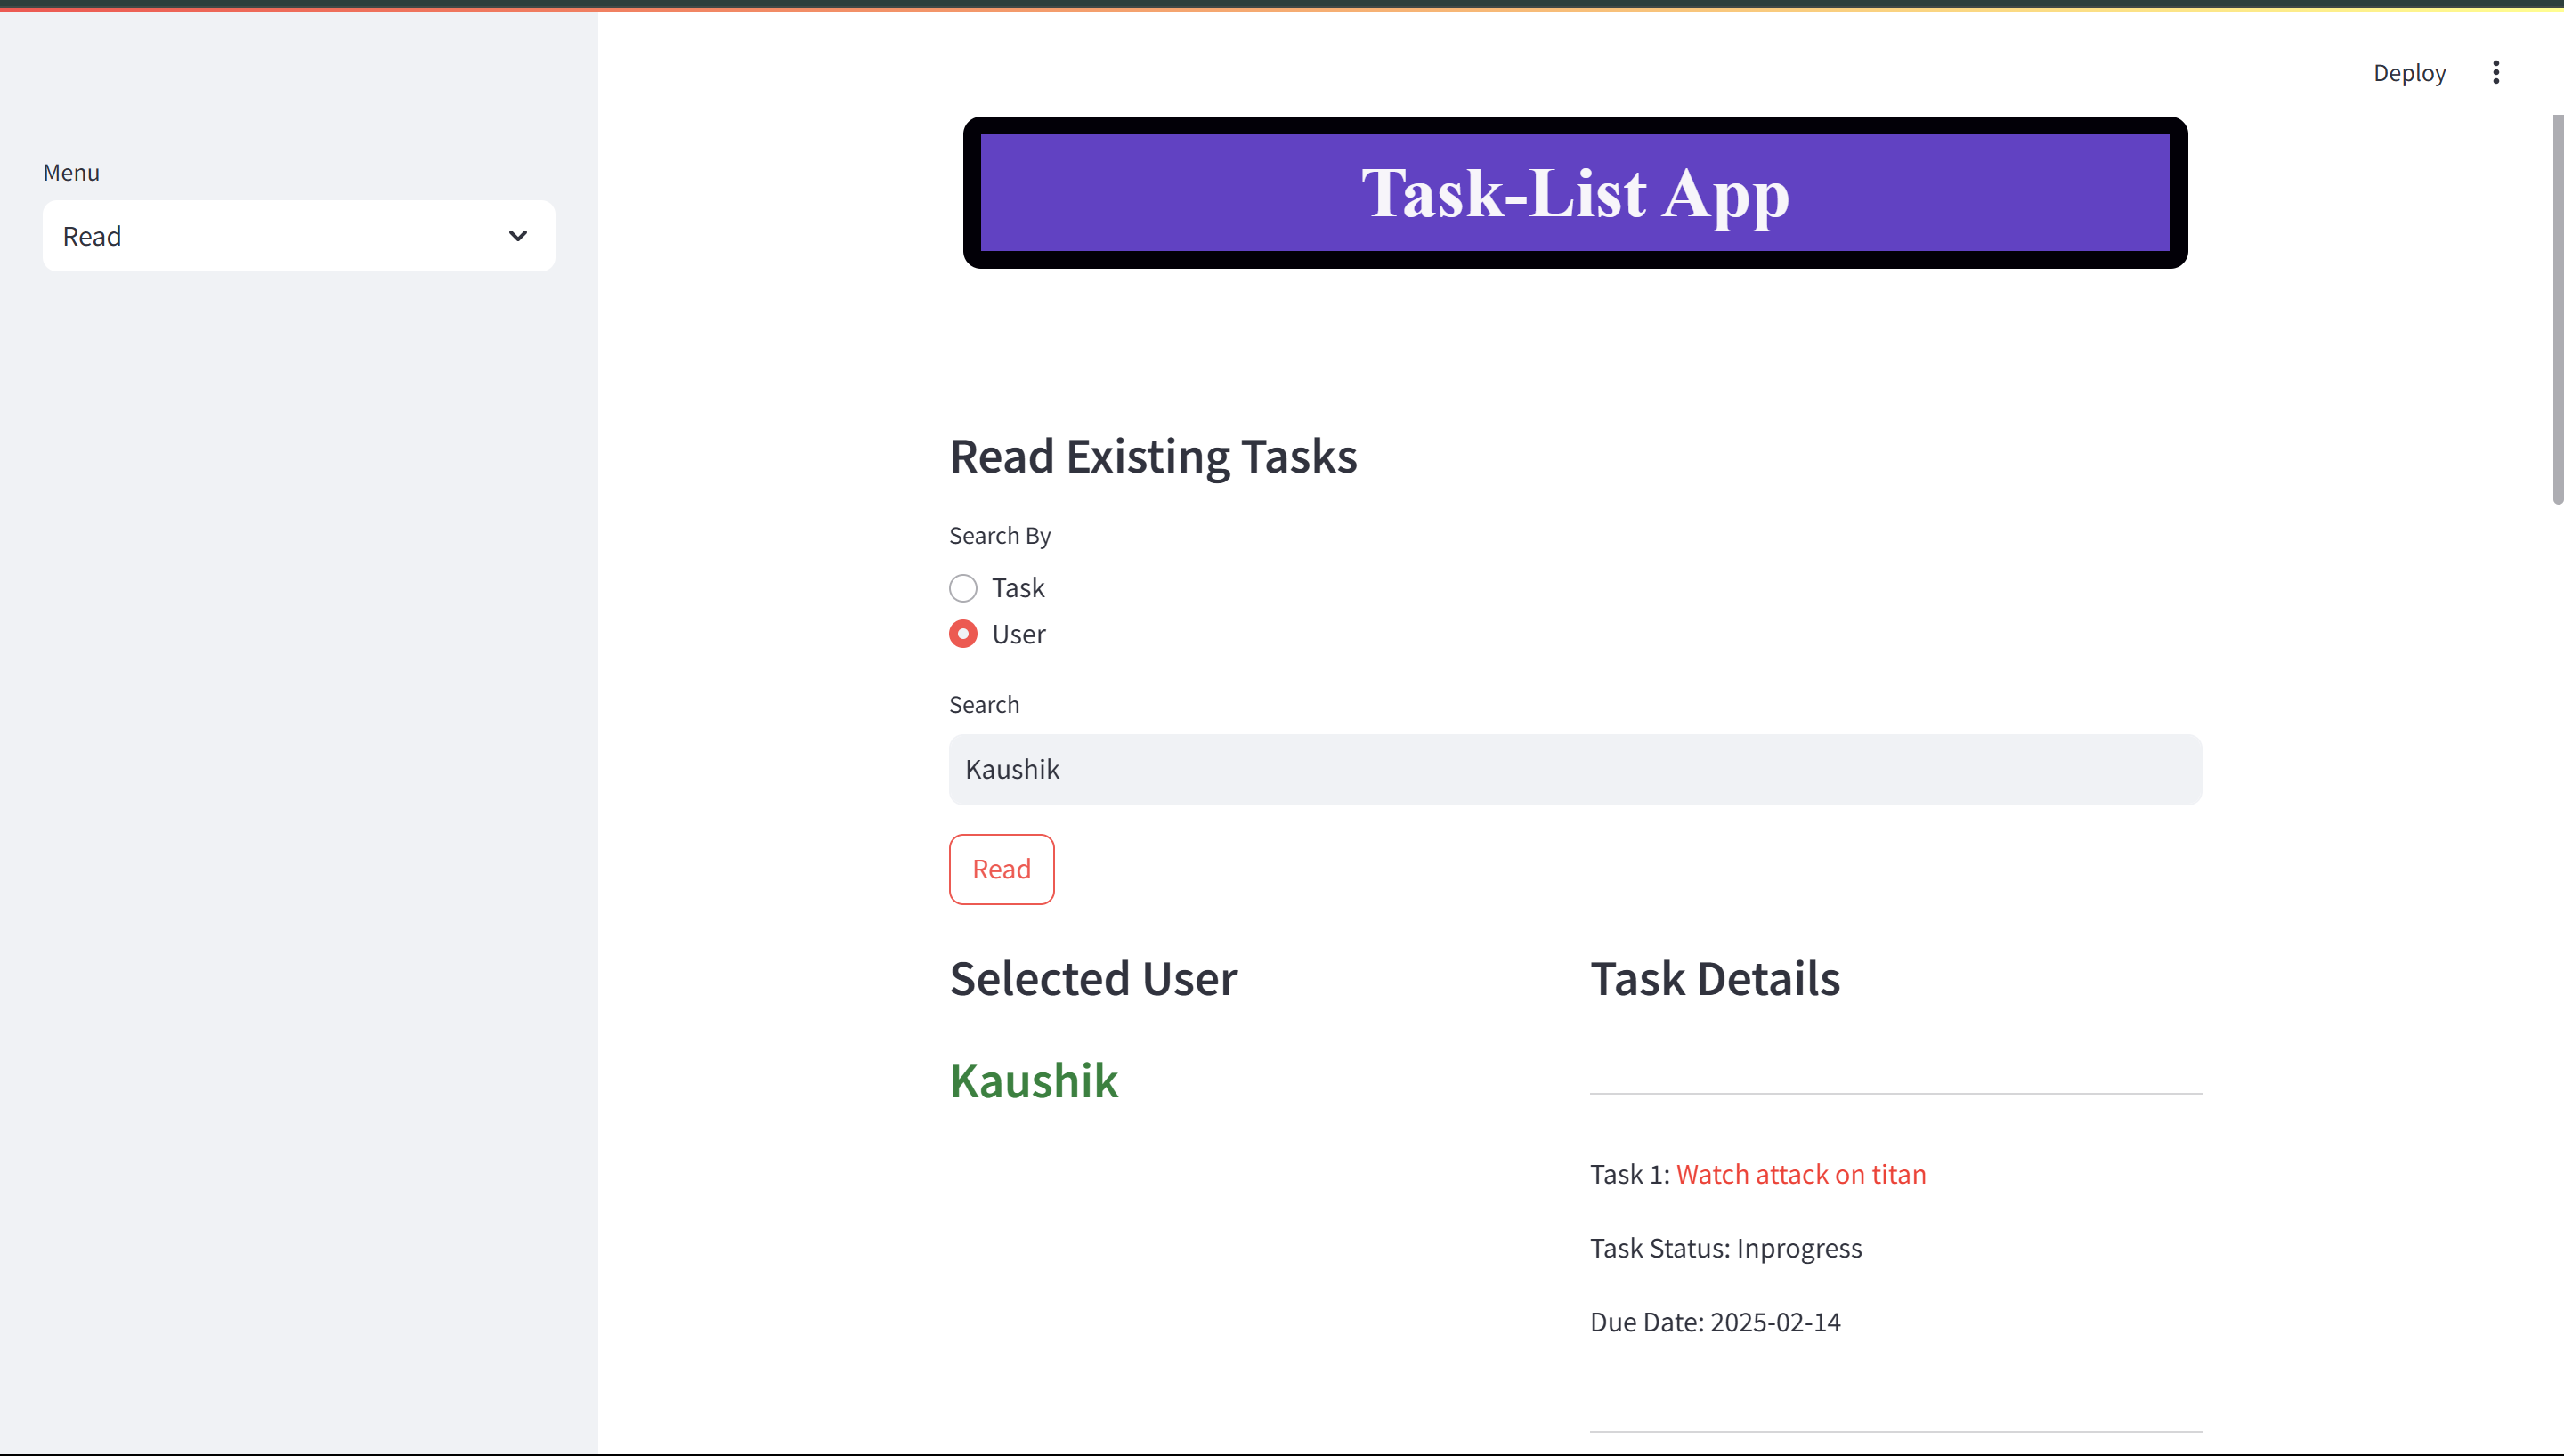 Deploy
Menu
Read
Task-List App
Read Existing Tasks
Search By
Task
User
Search
Kaushik
Read
Selected User
Kaushik
Task Details
Task 1: Watch attack on titan
Task Status: Inprogress
Due Date: 2025-02-14